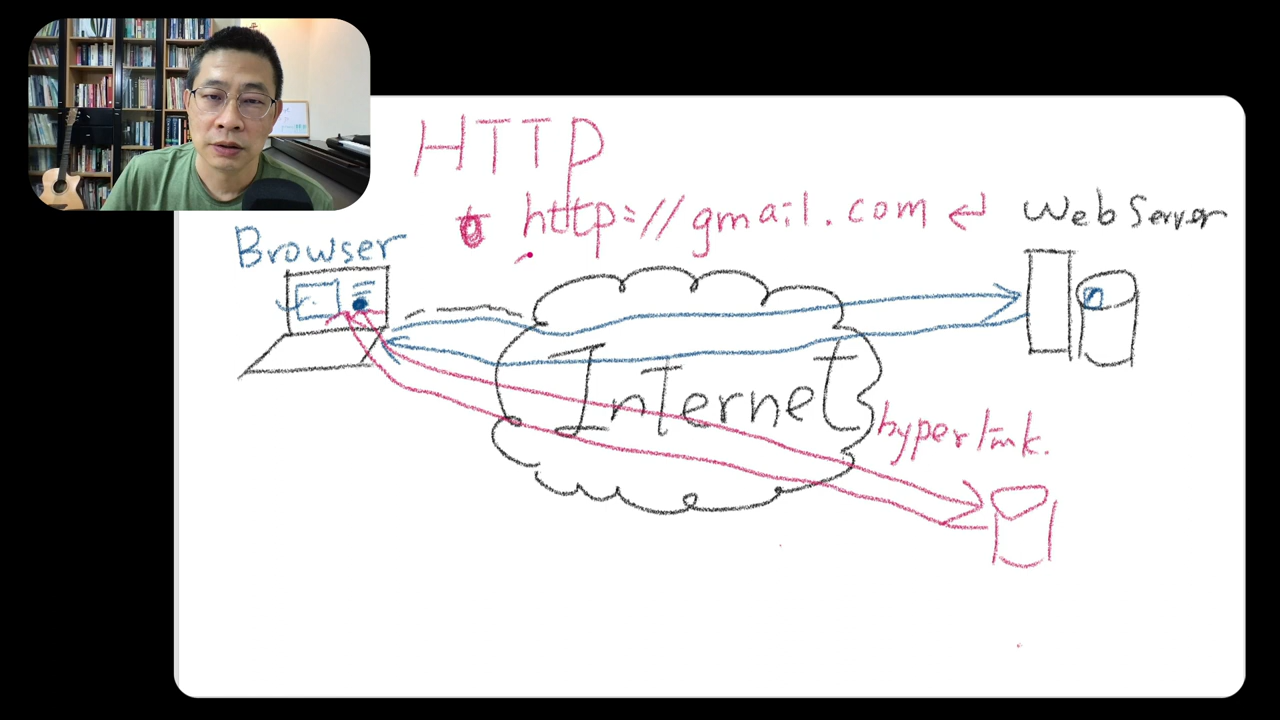 HTTP
http://gmail.com ↵
Web Server
Browser
Internet
hyperlink.